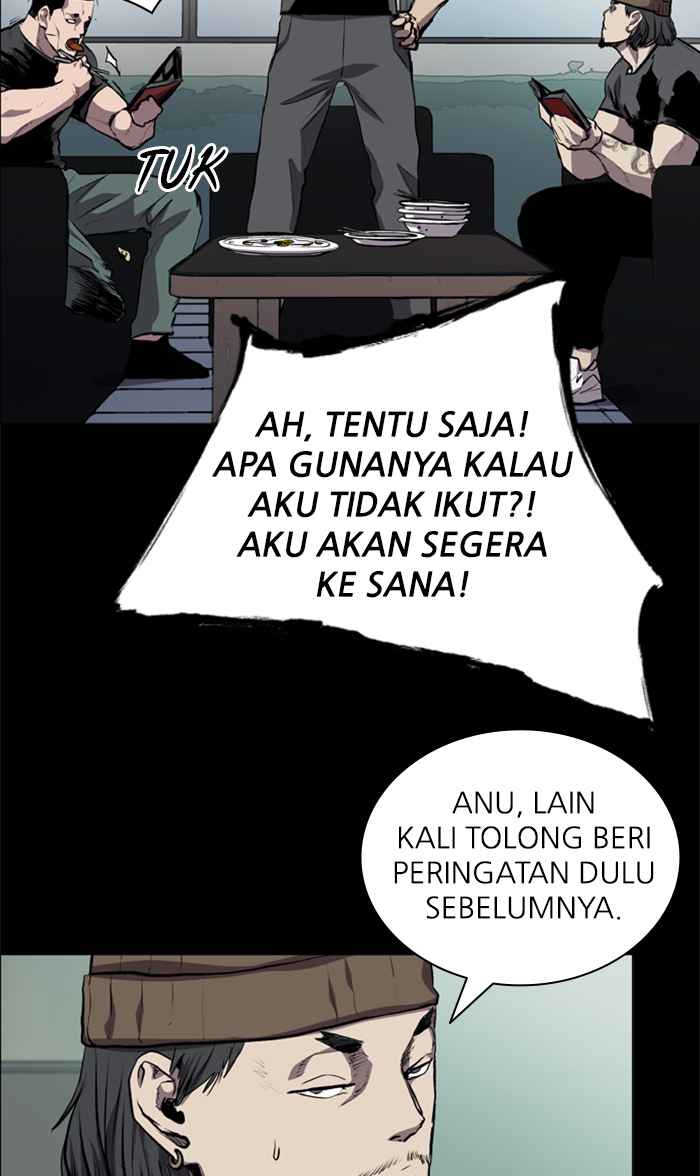 TUK
AH, TENTU SAJA!
APA GUNANYA KALAU
AKU TIDAK IKUT?!
AKU AKAN SEGERA
KE SANA!
ANU, LAIN
KALI TOLONG BERI
PERINGATAN DULU
SEBELUMNYA.